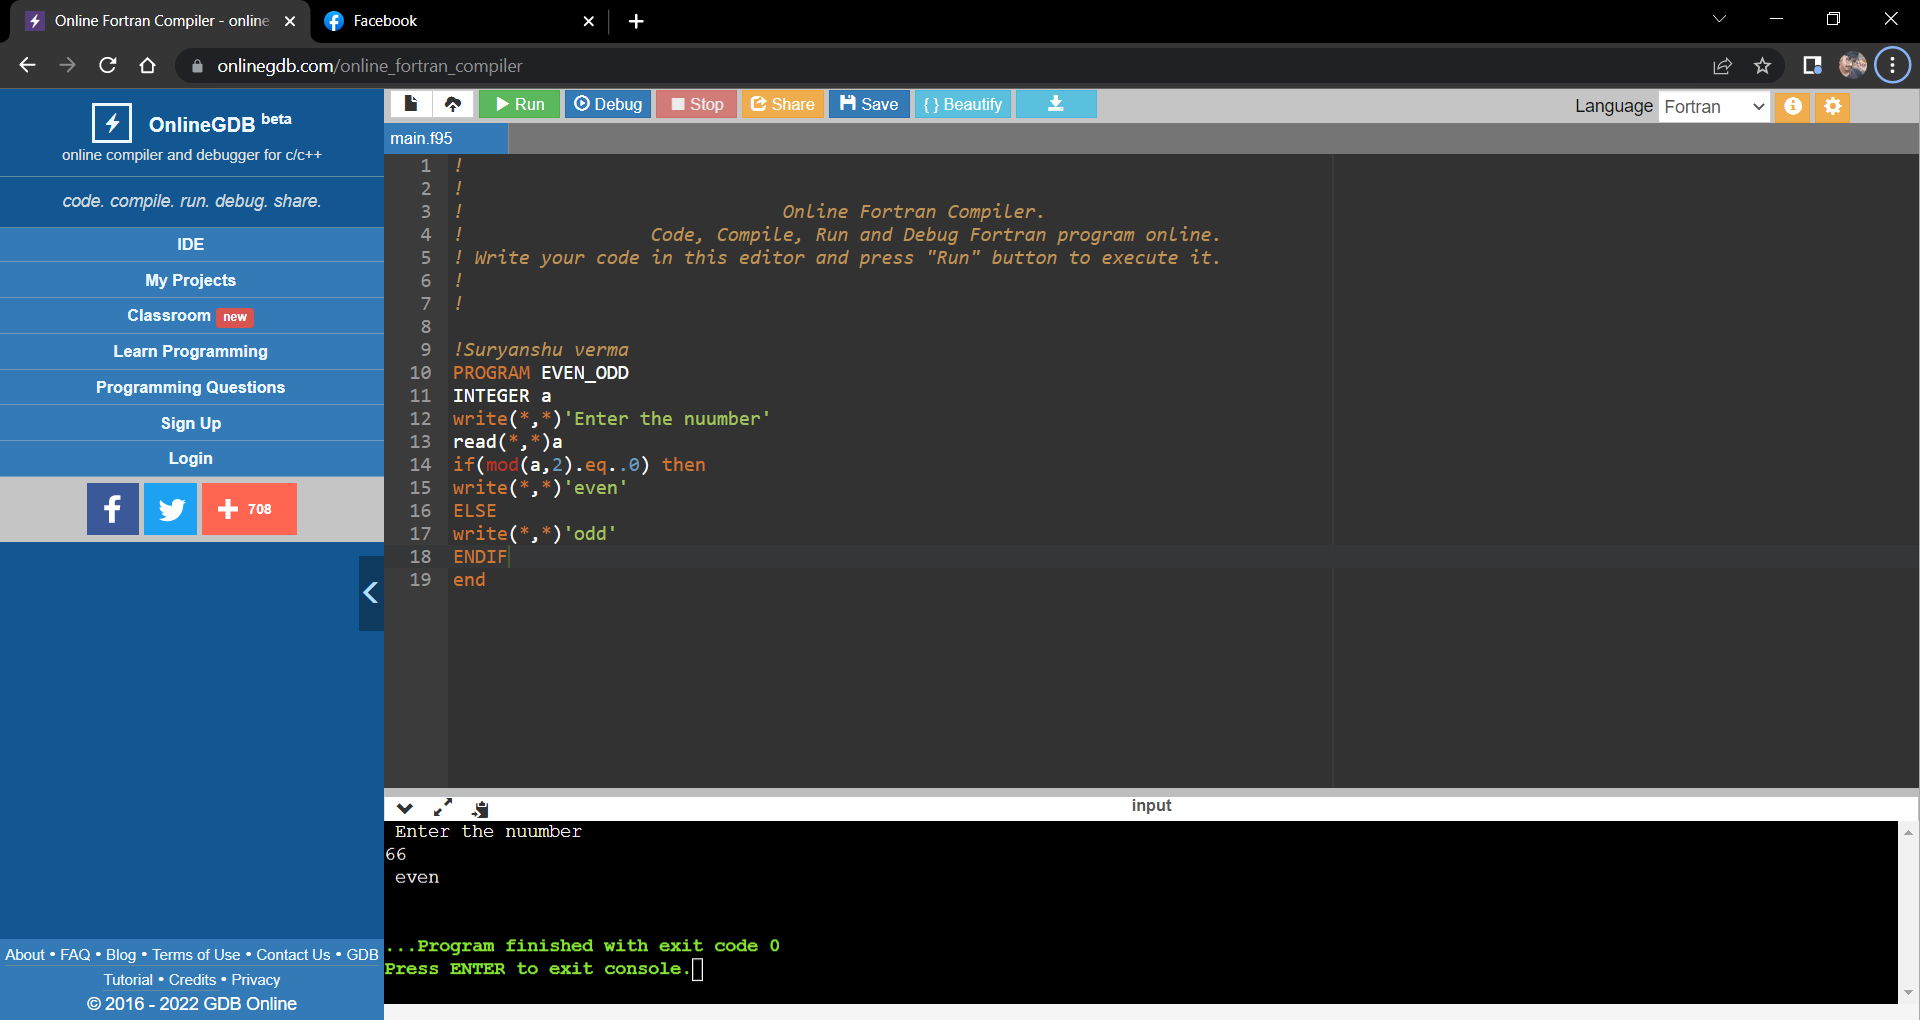 Online Fortran Compiler - online
Facebook
onlinegdb.com/online_fortran_compiler
OnlineGDB beta
online compiler and debugger for c/c++
code. compile. run. debug. share.
IDE
My Projects
Classroom new
Learn Programming
Programming Questions
Sign Up
Login
f
708
About • FAQ • Blog • Terms of Use • Contact Us • GDB
Tutorial • Credits • Privacy
© 2016 - 2022 GDB Online
Run Debug Stop Share Save {} Beautify
Language Fortran
main.f95
1 !
2 !
3 ! Online Fortran Compiler.
4 ! Code, Compile, Run and Debug Fortran program online.
5 ! Write your code in this editor and press "Run" button to execute it.
6 !
7 !
8
9 !Suryanshu verma
10 PROGRAM EVEN_ODD
11 INTEGER a
12 write(*,*)'Enter the nuumber'
13 read(*,*)a
14 if(mod(a,2).eq..0) then
15 write(*,*)'even'
16 ELSE
17 write(*,*)'odd'
18 ENDIF
19 end
input
Enter the nuumber
66
even
...Program finished with exit code 0
Press ENTER to exit console.